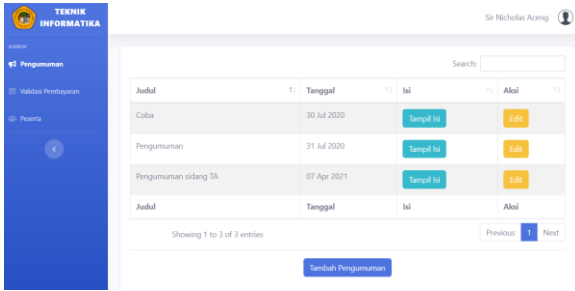 TEKNIK
INFORMATIKA
Sir Nicholas Aceng
ADMIN
Pengumuman
Validasi Pembayaran
Peserta
Search:
Judul Tanggal Isi Aksi
Coba 30 Jul 2020 Tampil Isi Edit
Pengumuman 31 Jul 2020 Tampil Isi Edit
Pengumuman sidang TA 07 Apr 2021 Tampil Isi Edit
Judul Tanggal Isi Aksi
Showing 1 to 3 of 3 entries
Previous 1 Next
Tambah Pengumuman